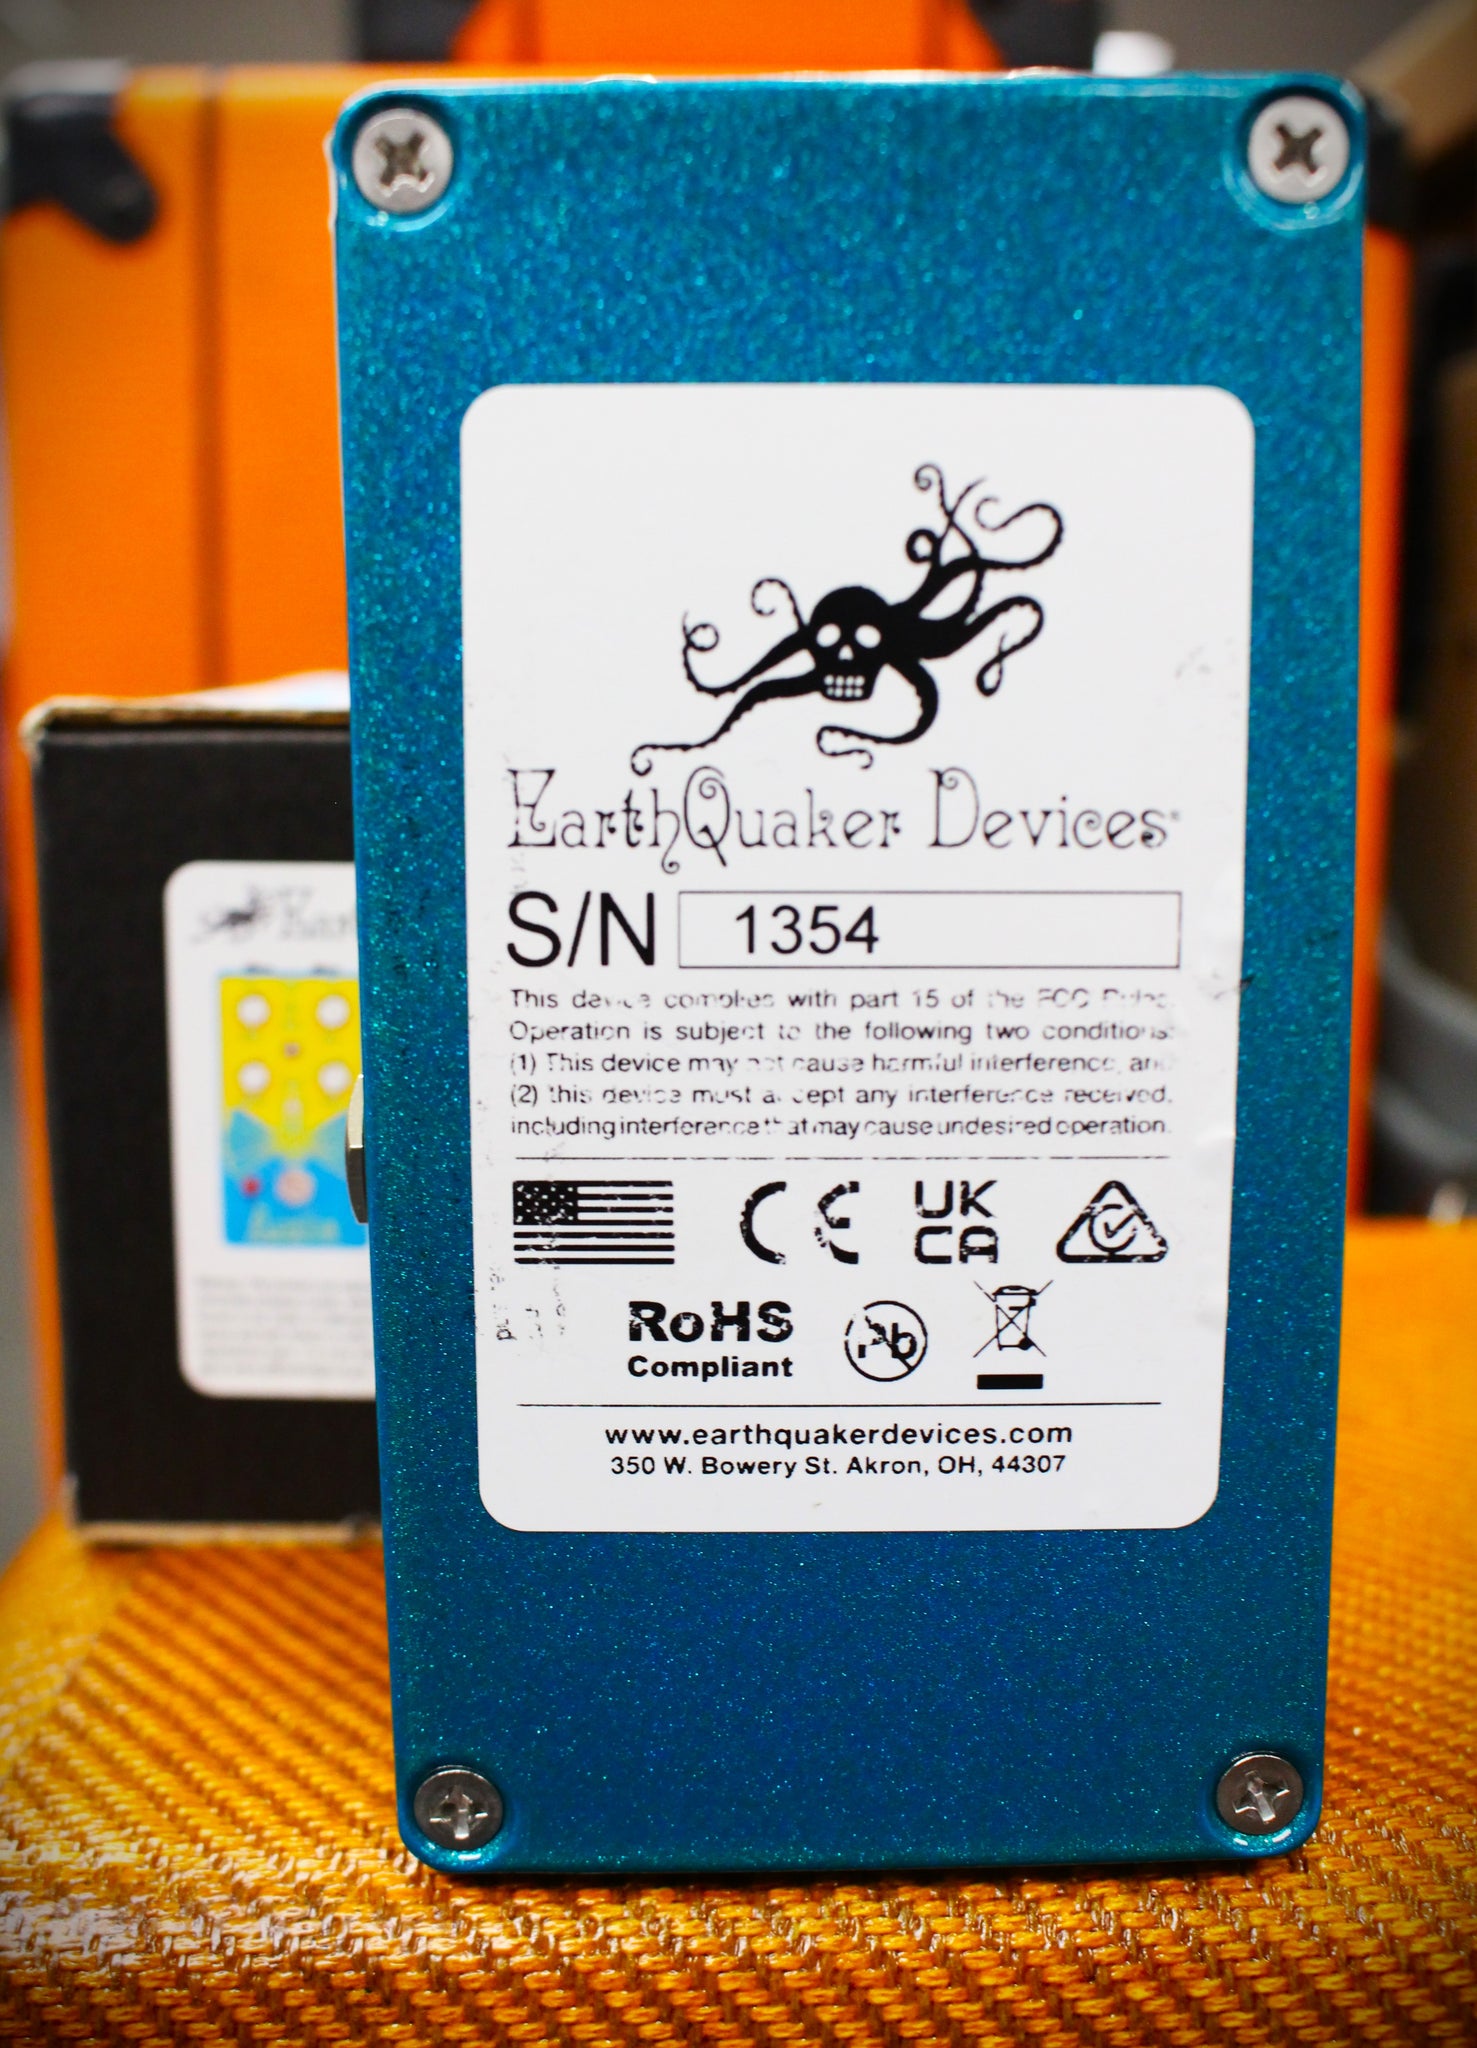 EarthQuaker Devices
S/N 1354
This device complies with part 15 of the FCC Rules.
Operation is subject to the following two conditions:
(1) This device may not cause harmful interference, and
(2) this device must accept any interference received,
including interference that may cause undesired operation.
CE UK
CA
RoHS Pb
Compliant
www.earthquakerdevices.com
350 W. Bowery St. Akron, OH, 44307